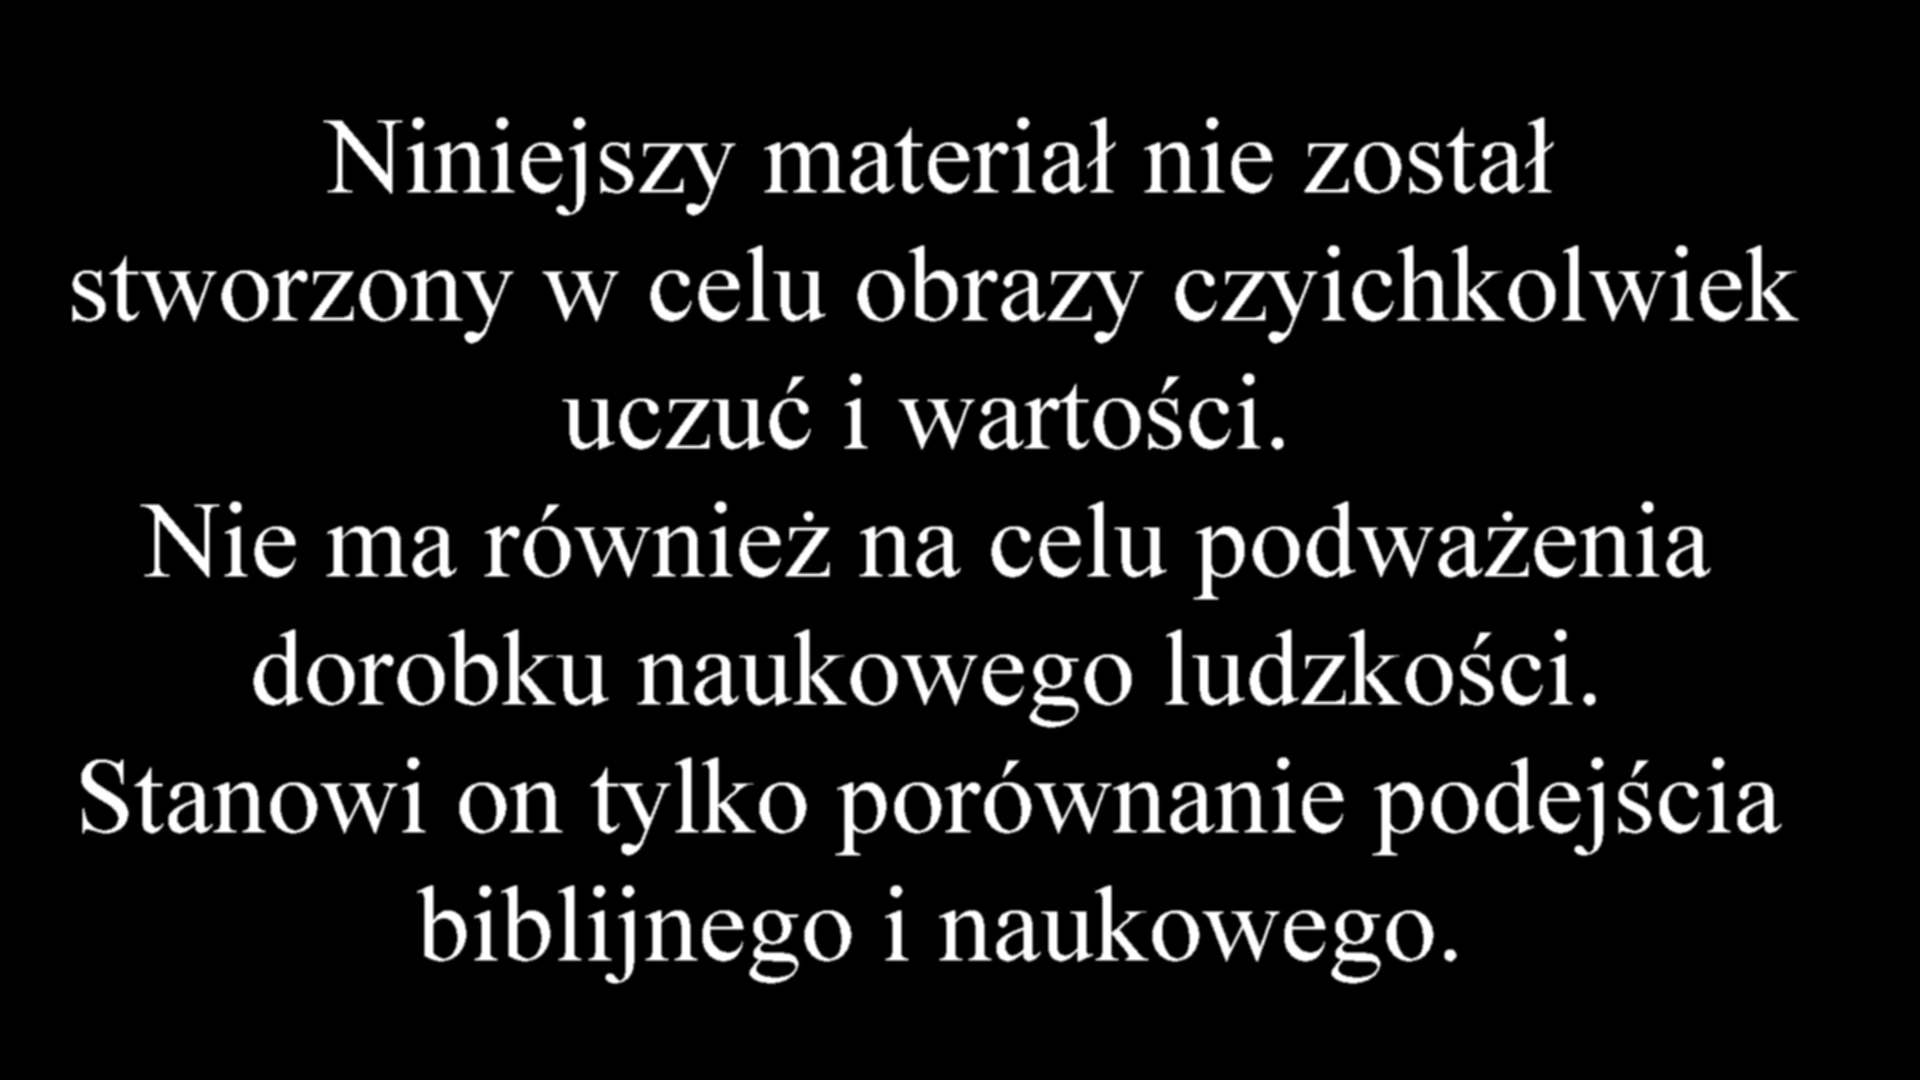 Niniejszy materiał nie został
stworzony w celu obrazy czyichkolwiek
uczuć i wartości.
Nie ma również na celu podważenia
dorobku naukowego ludzkości.
Stanowi on tylko porównanie podejścia
biblijnego i naukowego.